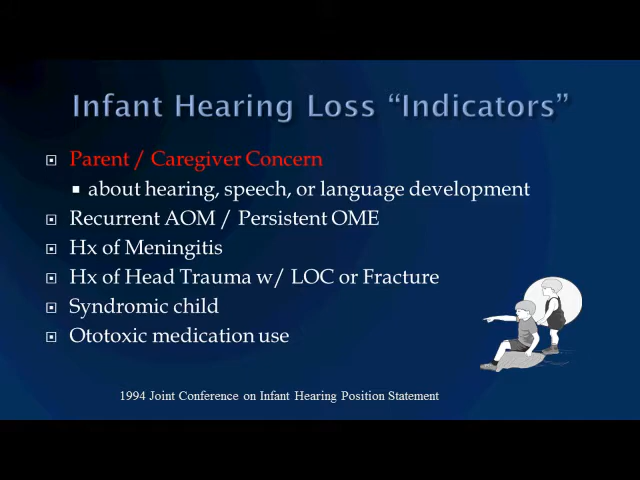 Infant Hearing Loss “Indicators”
Parent / Caregiver Concern
about hearing, speech, or language development
Recurrent AOM / Persistent OME
Hx of Meningitis
Hx of Head Trauma w/ LOC or Fracture
Syndromic child
Ototoxic medication use
1994 Joint Conference on Infant Hearing Position Statement